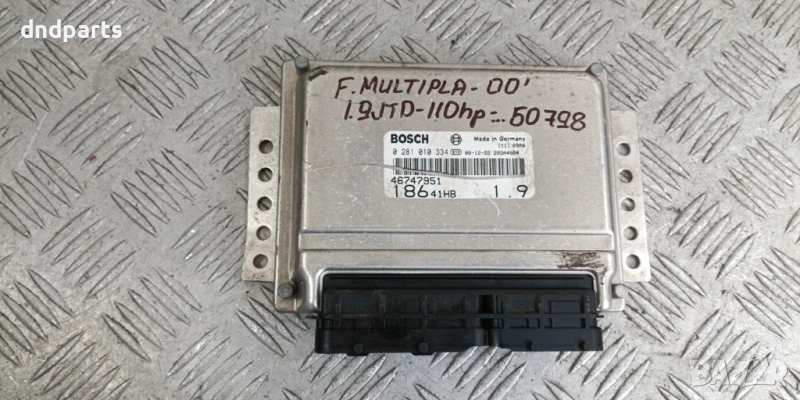 dndparts
F. MULTIPLA - 00'
1.9JTD-110hp-..50798
BOSCH Made in Germany
0 281 010 334
46747951
18641HB 1.9
BAZAR